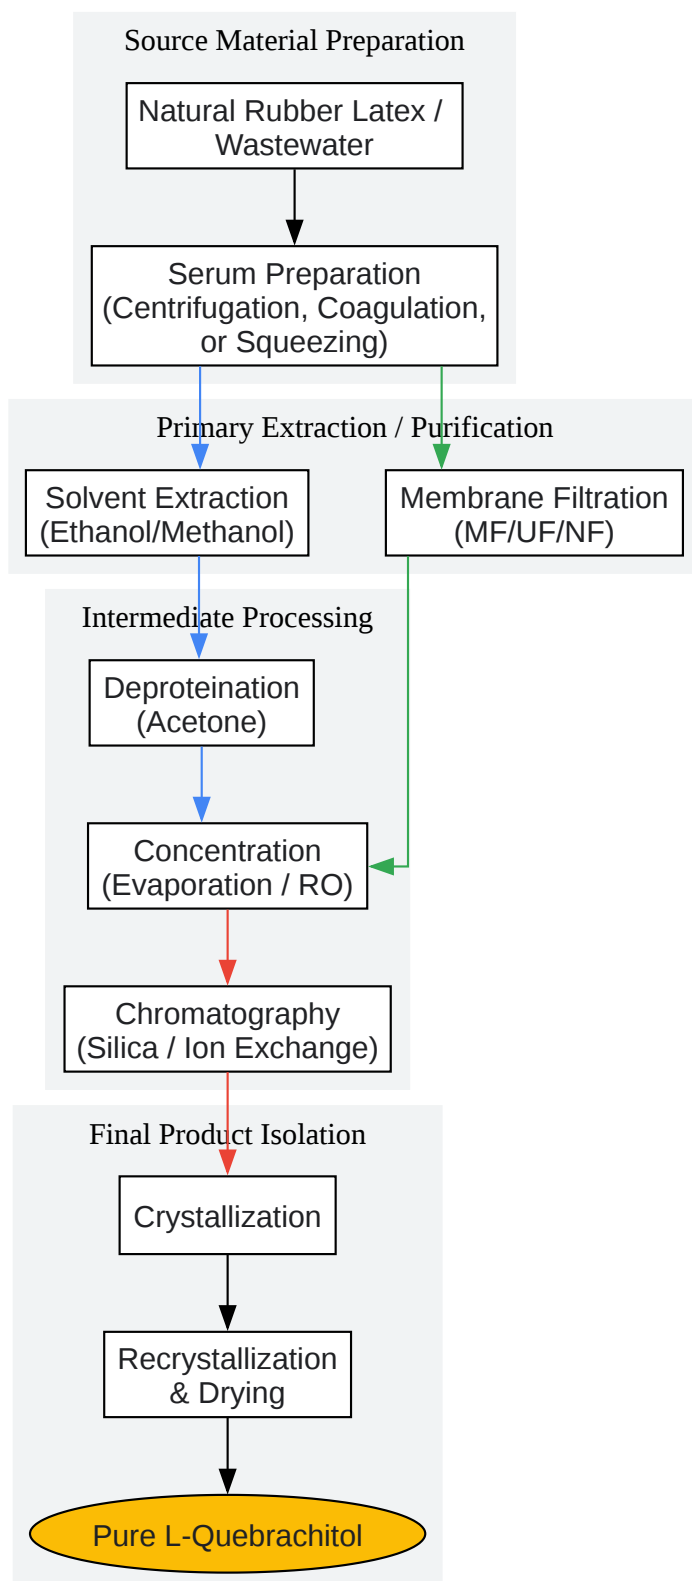 Source Material Preparation
Natural Rubber Latex /
Wastewater
Serum Preparation
(Centrifugation, Coagulation,
or Squeezing)
Primary Extraction / Purification
Solvent Extraction
(Ethanol/Methanol)
Membrane Filtration
(MF/UF/NF)
Intermediate Processing
Deproteination
(Acetone)
Concentration
(Evaporation / RO)
Chromatography
(Silica / Ion Exchange)
Final Product Isolation
Crystallization
Recrystallization
& Drying
Pure L-Quebrachitol